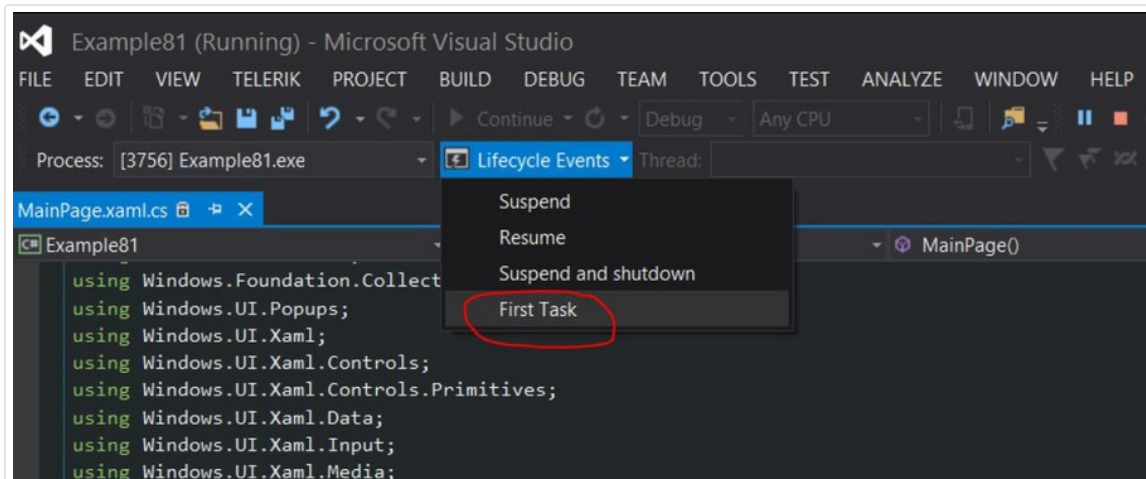 Example81 (Running) - Microsoft Visual Studio
FILE EDIT VIEW TELERIK PROJECT BUILD DEBUG TEAM TOOLS TEST ANALYZE WINDOW HELP
Continue Debug Any CPU
Process: [3756] Example81.exe Lifecycle Events Thread:
Suspend
Resume
Suspend and shutdown
First Task
MainPage.xaml.cs
C# Example81 MainPage()
using Windows.Foundation.Collect
using Windows.UI.Popups;
using Windows.UI.Xaml;
using Windows.UI.Xaml.Controls;
using Windows.UI.Xaml.Controls.Primitives;
using Windows.UI.Xaml.Data;
using Windows.UI.Xaml.Input;
using Windows.UI.Xaml.Media;